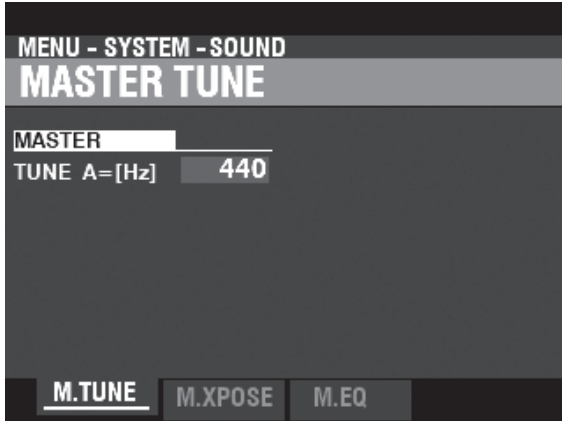 MENU - SYSTEM - SOUND
MASTER TUNE
MASTER
TUNE A=[Hz] 440
M.TUNE M.XPOSE M.EQ